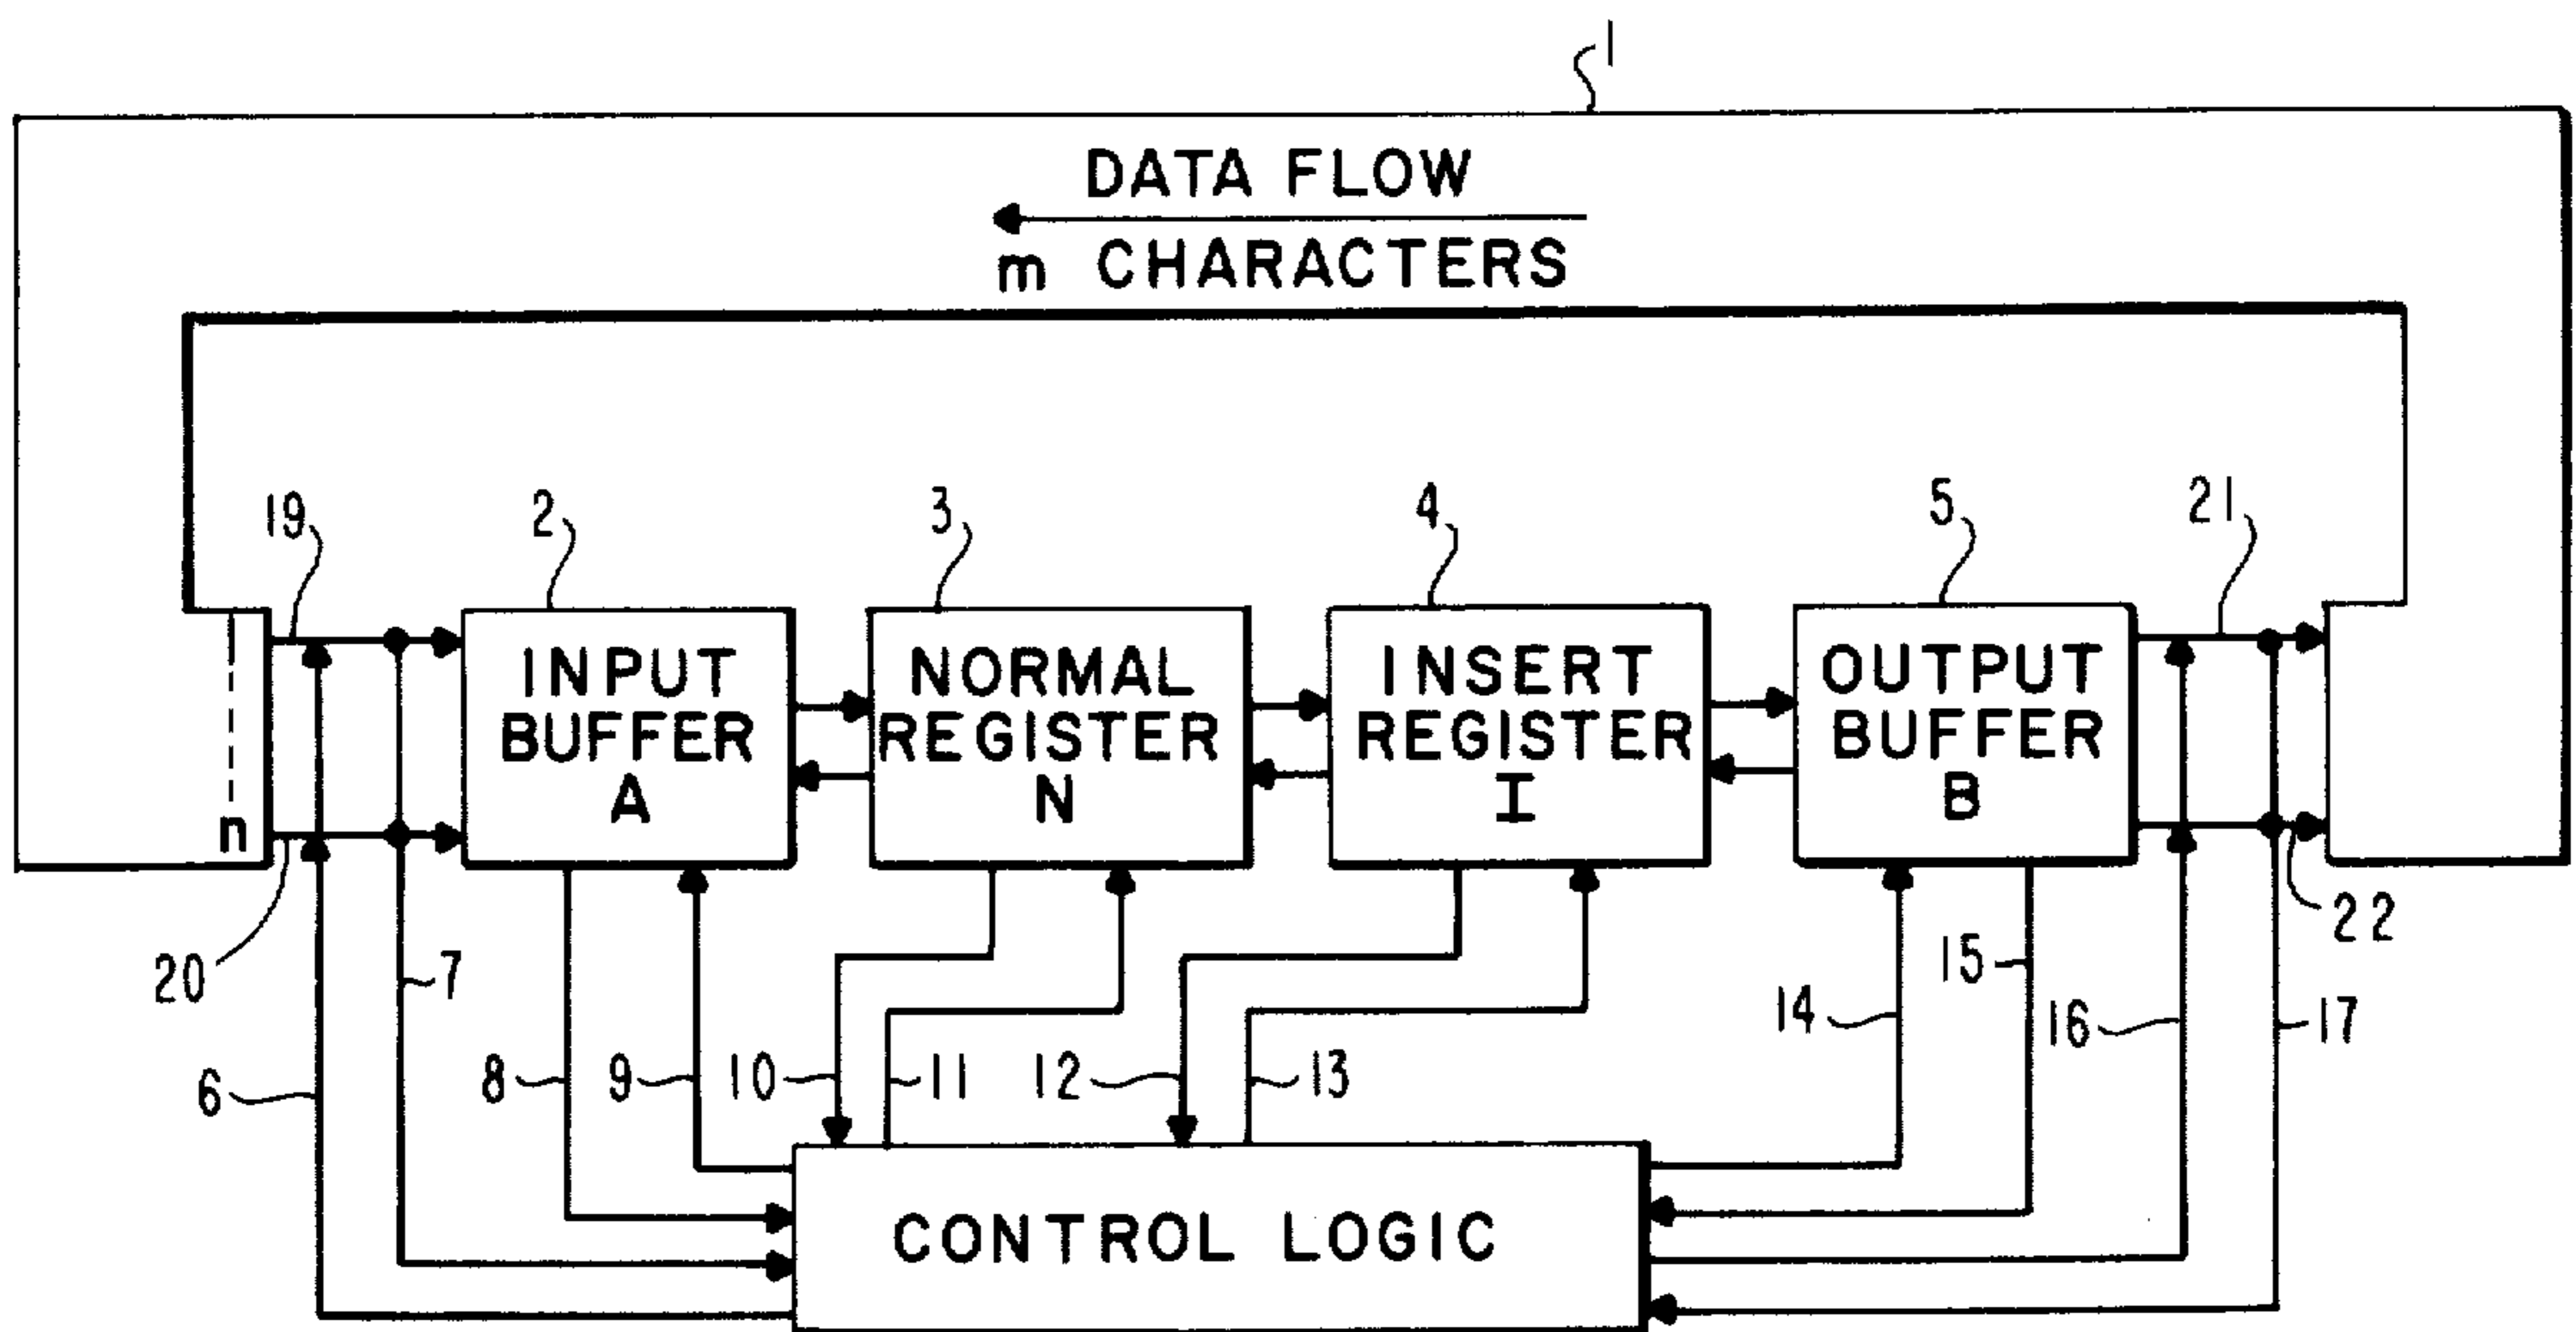 1
DATA FLOW
m CHARACTERS
19
2
3
4
5
21
INPUT
BUFFER
A
NORMAL
REGISTER
N
INSERT
REGISTER
I
OUTPUT
BUFFER
B
n
20
7
15
22
14
16
17
6
8
9
10
11
12
13
CONTROL LOGIC